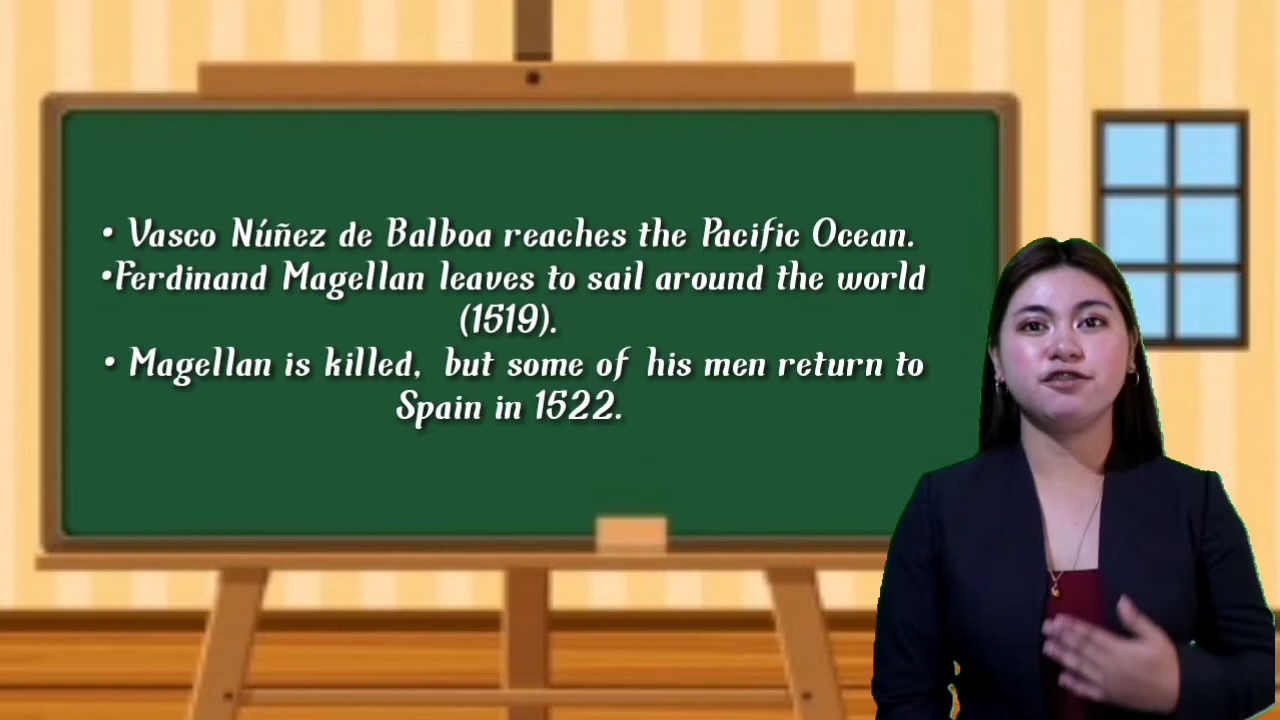 • Vasco Núñez de Balboa reaches the Pacific Ocean.
•Ferdinand Magellan leaves to sail around the world
(1519).
• Magellan is killed, but some of his men return to
Spain in 1522.